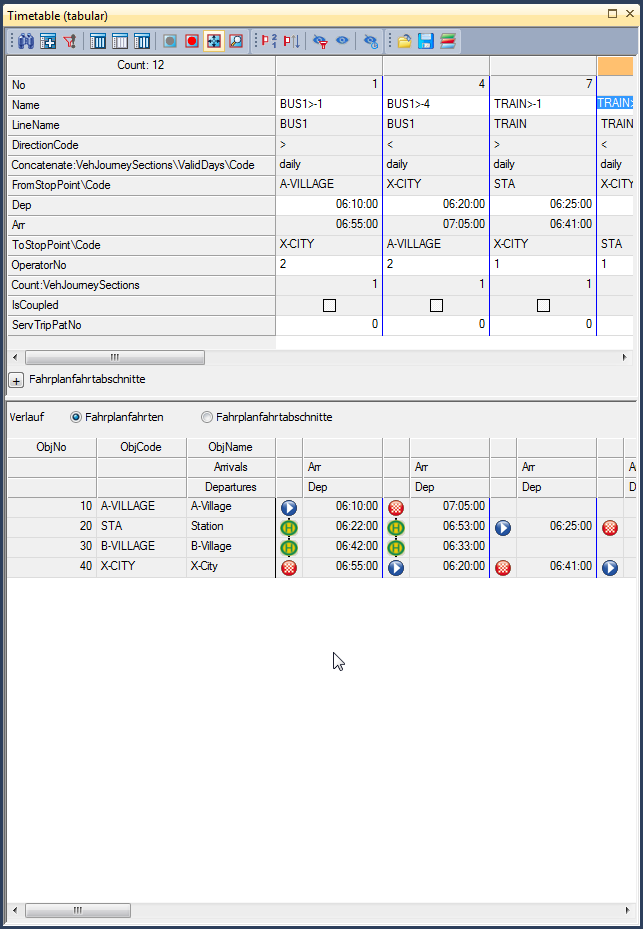 Timetable (tabular)
Count: 12
No 1 4 7
Name BUS1>-1 BUS1>-4 TRAIN>-1 TRAIN>
LineName BUS1 BUS1 TRAIN TRAIN
DirectionCode > < > <
Concatenate:VehJourneySections\ValidDays\Code daily daily daily daily
FromStopPoint\Code A-VILLAGE X-CITY STA X-CITY
Dep 06:10:00 06:20:00 06:25:00
Arr 06:55:00 07:05:00 06:41:00
ToStopPoint\Code X-CITY A-VILLAGE X-CITY STA
OperatorNo 2 2 1 1
Count:VehJourneySections 1 1 1
IsCoupled
ServTripPatNo 0 0 0
Fahrplanfahrtabschnitte
Verlauf Fahrplanfahrten Fahrplanfahrtabschnitte
ObjNo ObjCode ObjName
Arrivals Arr Arr Arr A
Departures Dep Dep Dep D
10 A-VILLAGE A-Village 06:10:00 07:05:00
20 STA Station H 06:22:00 H 06:53:00 06:25:00
30 B-VILLAGE B-Village H 06:42:00 H 06:33:00
40 X-CITY X-City 06:55:00 06:20:00 06:41:00